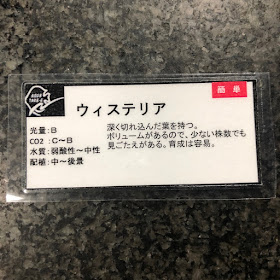 AQUA
TAKE-E
簡単
ウィステリア
光量：B
CO2 ：C～B
水質：弱酸性～中性
配植：中～後景
深く切れ込んだ葉を持つ。
ボリュームがあるので、少ない株数でも
見ごたえがある。育成は容易。